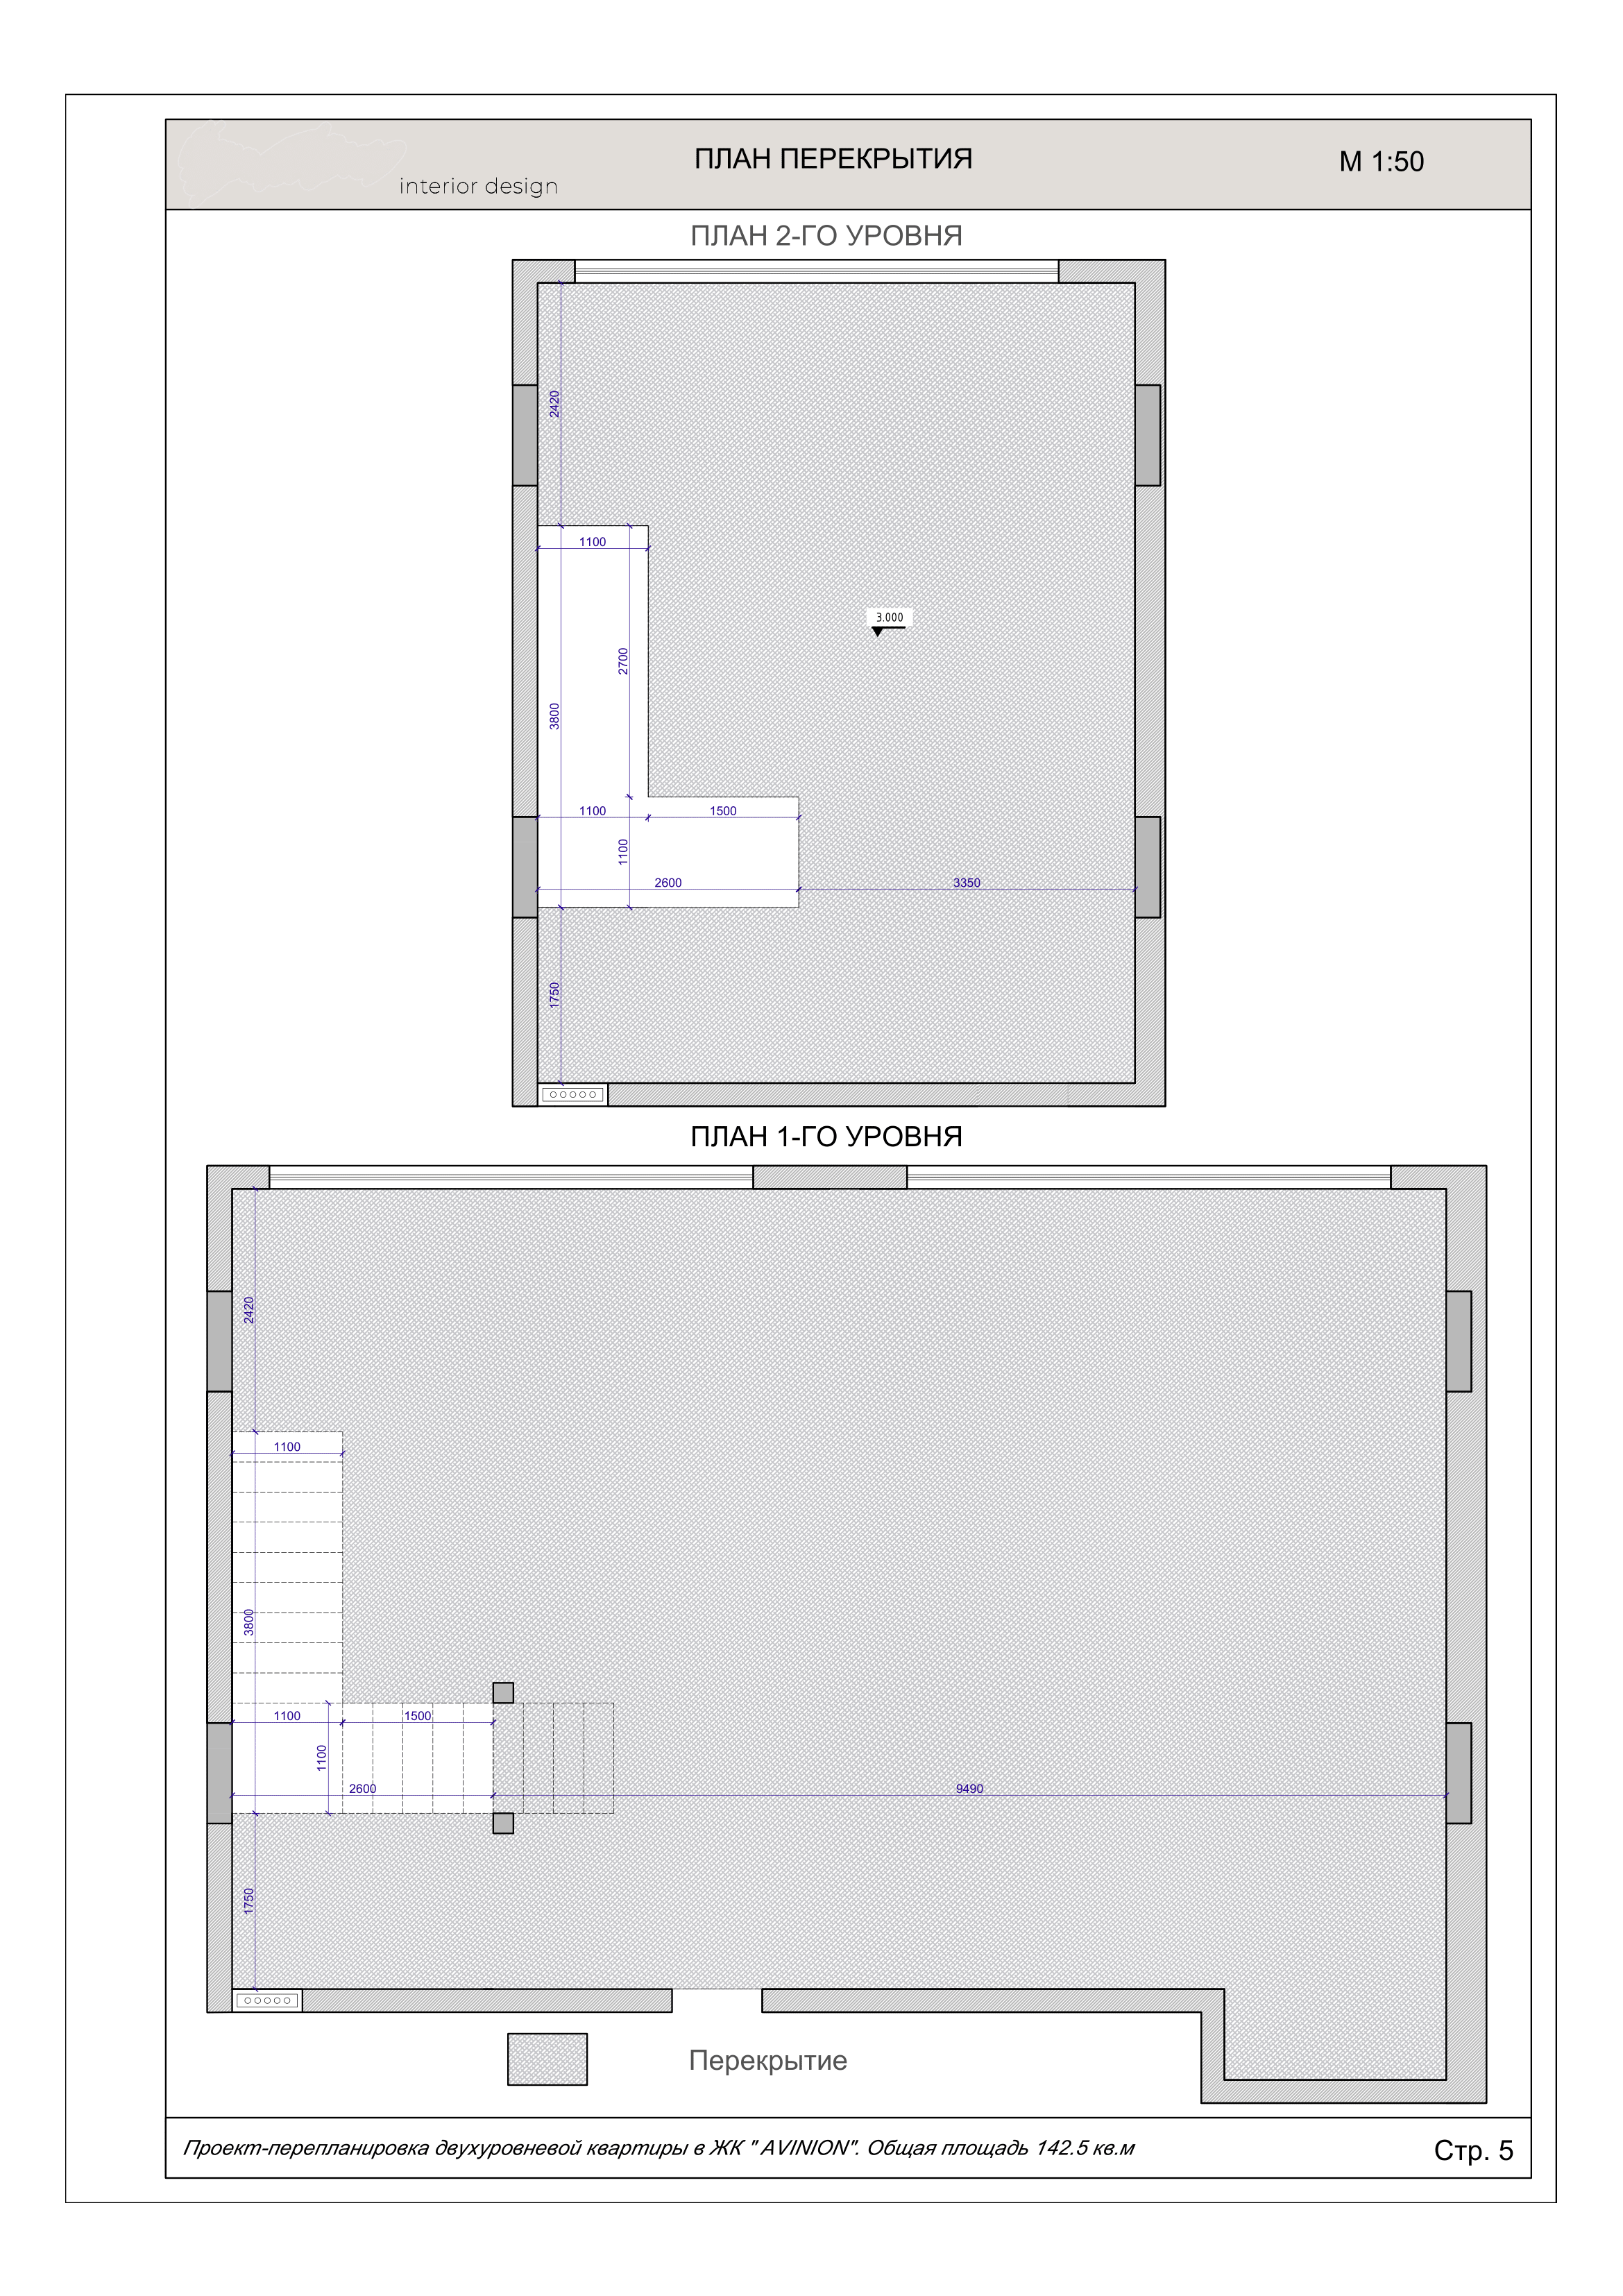 ПЛАН ПЕРЕКРЫТИЯ
М 1:50
interior design
ПЛАН 2-ГО УРОВНЯ
2420
1100
3.000
2700
3800
1100
1500
1100
2600
3350
1750
ПЛАН 1-ГО УРОВНЯ
2420
1100
3800
1100
1500
1100
2600
9490
1750
Перекрытие
Проект-перепланировка двухуровневой квартиры в ЖК " AVINION". Общая площадь 142.5 кв.м
Стр. 5